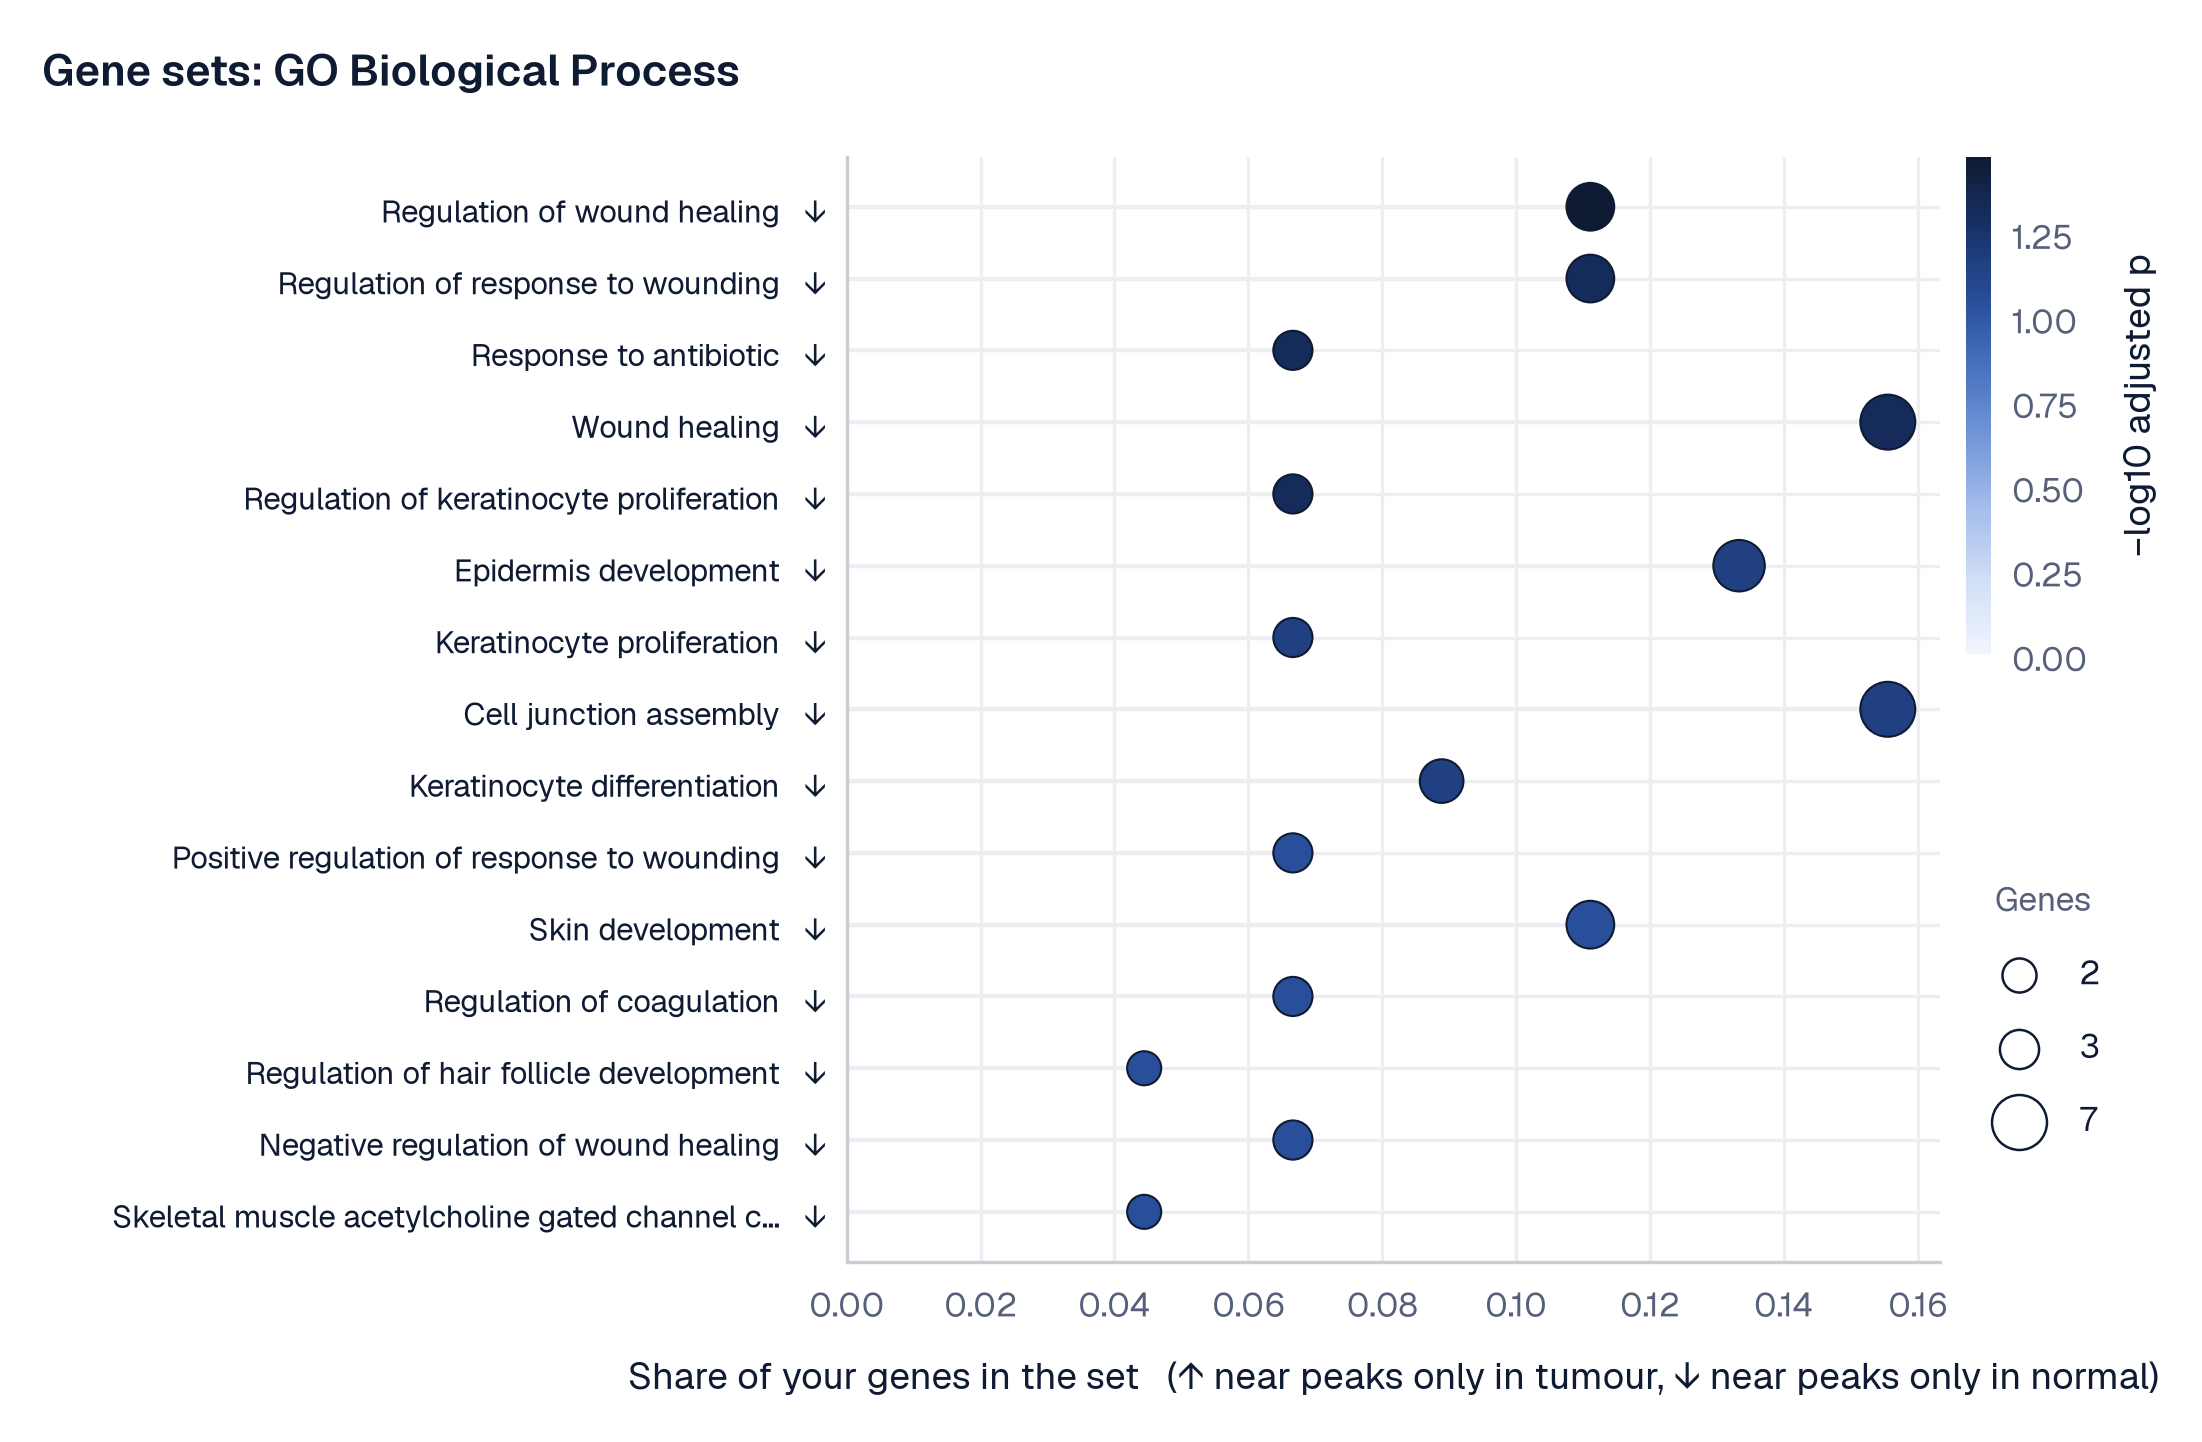 Gene sets: GO Biological Process
Regulation of wound healing ↓
Regulation of response to wounding ↓
Response to antibiotic ↓
Wound healing ↓
Regulation of keratinocyte proliferation ↓
Epidermis development ↓
Keratinocyte proliferation ↓
Cell junction assembly ↓
Keratinocyte differentiation ↓
Positive regulation of response to wounding ↓
Skin development ↓
Regulation of coagulation ↓
Regulation of hair follicle development ↓
Negative regulation of wound healing ↓
Skeletal muscle acetylcholine gated channel c... ↓
0.00 0.02 0.04 0.06 0.08 0.10 0.12 0.14 0.16
Share of your genes in the set (↑ near peaks only in tumour, ↓ near peaks only in normal)
1.25
1.00
0.75
0.50
0.25
0.00
−log10 adjusted p
Genes
2
3
7